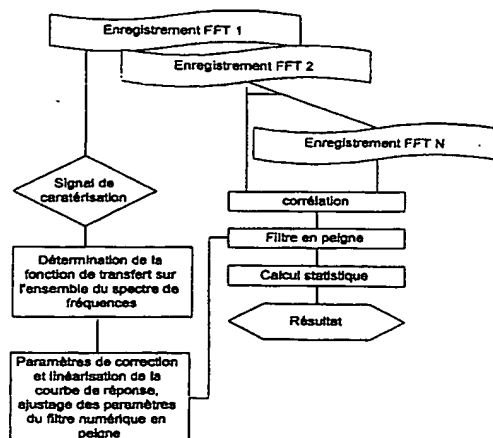 Enregistrement FFT 1
Enregistrement FFT 2
Enregistrement FFT N
Signal de
caratérisation
corrélation
Filtre en peigne
Calcul statistique
Résultat
Détermination de la
fonction de transfert sur
l'ensemble du spectre de
fréquences
Paramètres de correction
et linéarisation de la
courbe de réponse,
ajustage des paramètres
du filtre numérique en
peigne